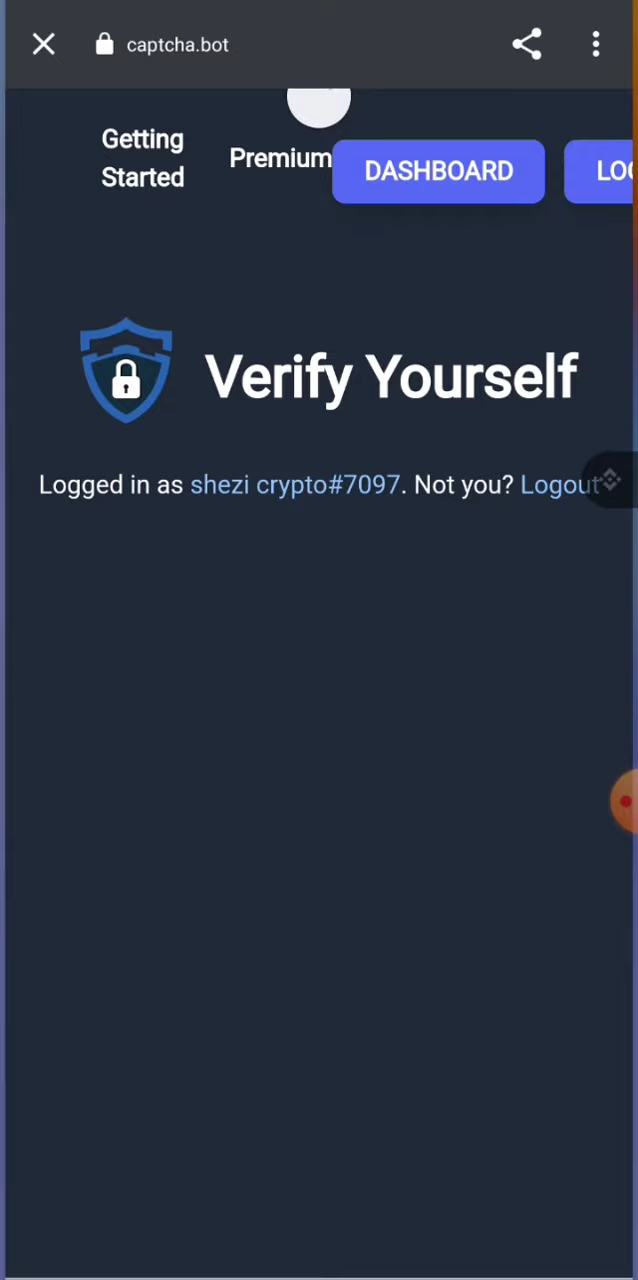 captcha.bot
Getting
Started
Premium
DASHBOARD
Verify Yourself
Logged in as shezi crypto#7097. Not you? Logout